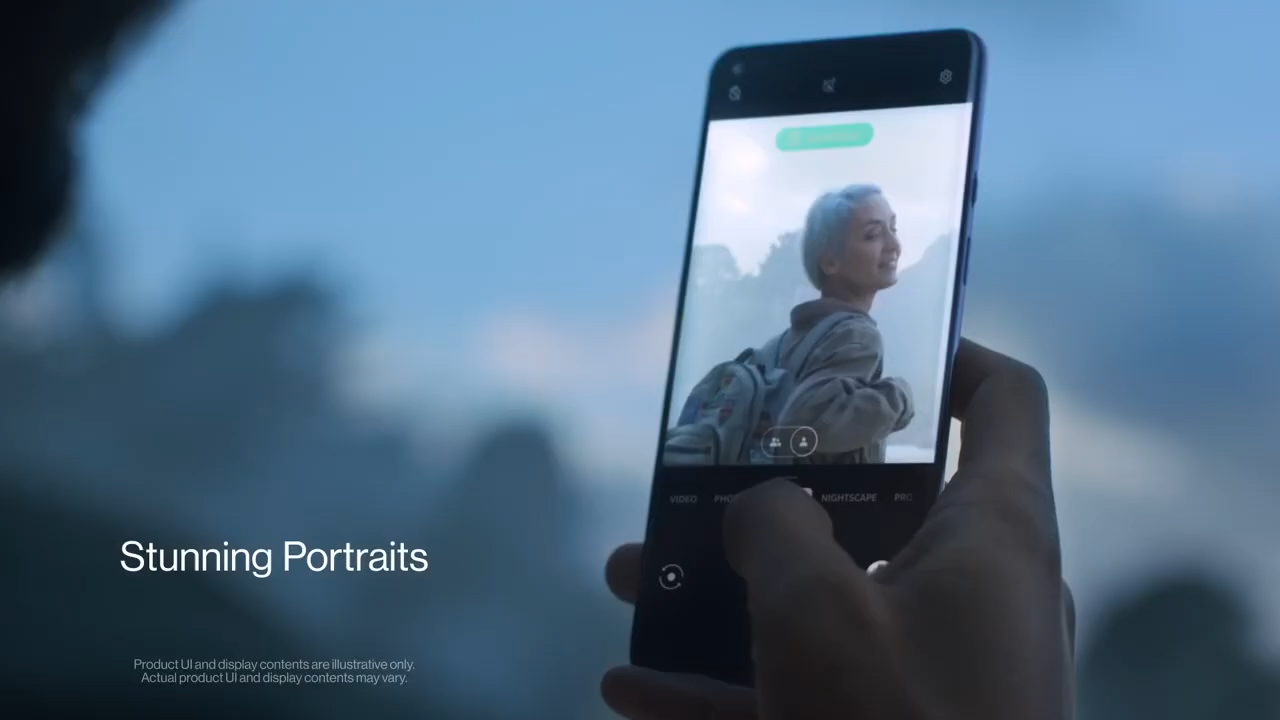 VIDEO NIGHTSCAPE PRO
Stunning Portraits
Product UI and display contents are illustrative only.
Actual product UI and display contents may vary.